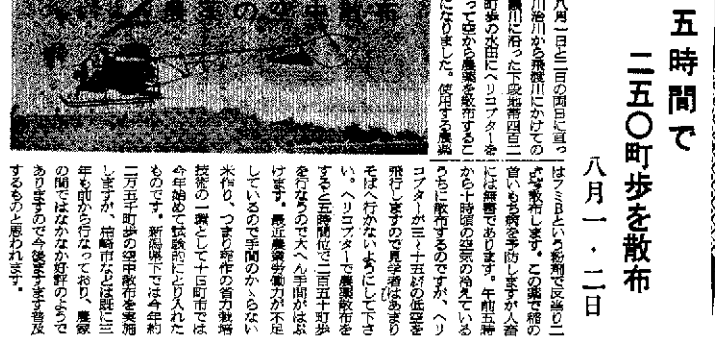 農薬の空中散布
五時間で
二五〇町歩を散布
八月一・二日
八月一日と二日の両日に亘って
川治川から飛渡川にかけての
川に沿った下段地帯四百二
町歩の水田にヘリコプターを
って空から農薬を散布するこ
になりました。使用する農薬
はフミBという粉剤で反当り二
散布します。この薬で稲の
首いもち病を予防しますが人畜
には無害であります。午前五時
から十時頃の空気の冷えている
うちに散布するのですが、ヘリ
コプターが三〜十五㍍の低空を
飛行しますので見学者はあまり
そばへ行かないようにして下さ
い。ヘリコプターで農薬散布を
すると五時間位で二百五十町歩
を行なうので大へん手間がはぶ
けます。最近農業労働力が不足
しているので手間のかゝらない
米作り、つまり稲作の省力栽培
技術の一環として十日町市では
今年始めて試験的にとり入れた
ものです。新潟県下では今年約
二万五千町歩の空中散布を実施
しますが、柏崎市などは既に三
年も前から行なっており、農家
の間ではなかなか好評のようで
ありますので今後ますます普及
するものと思われます。